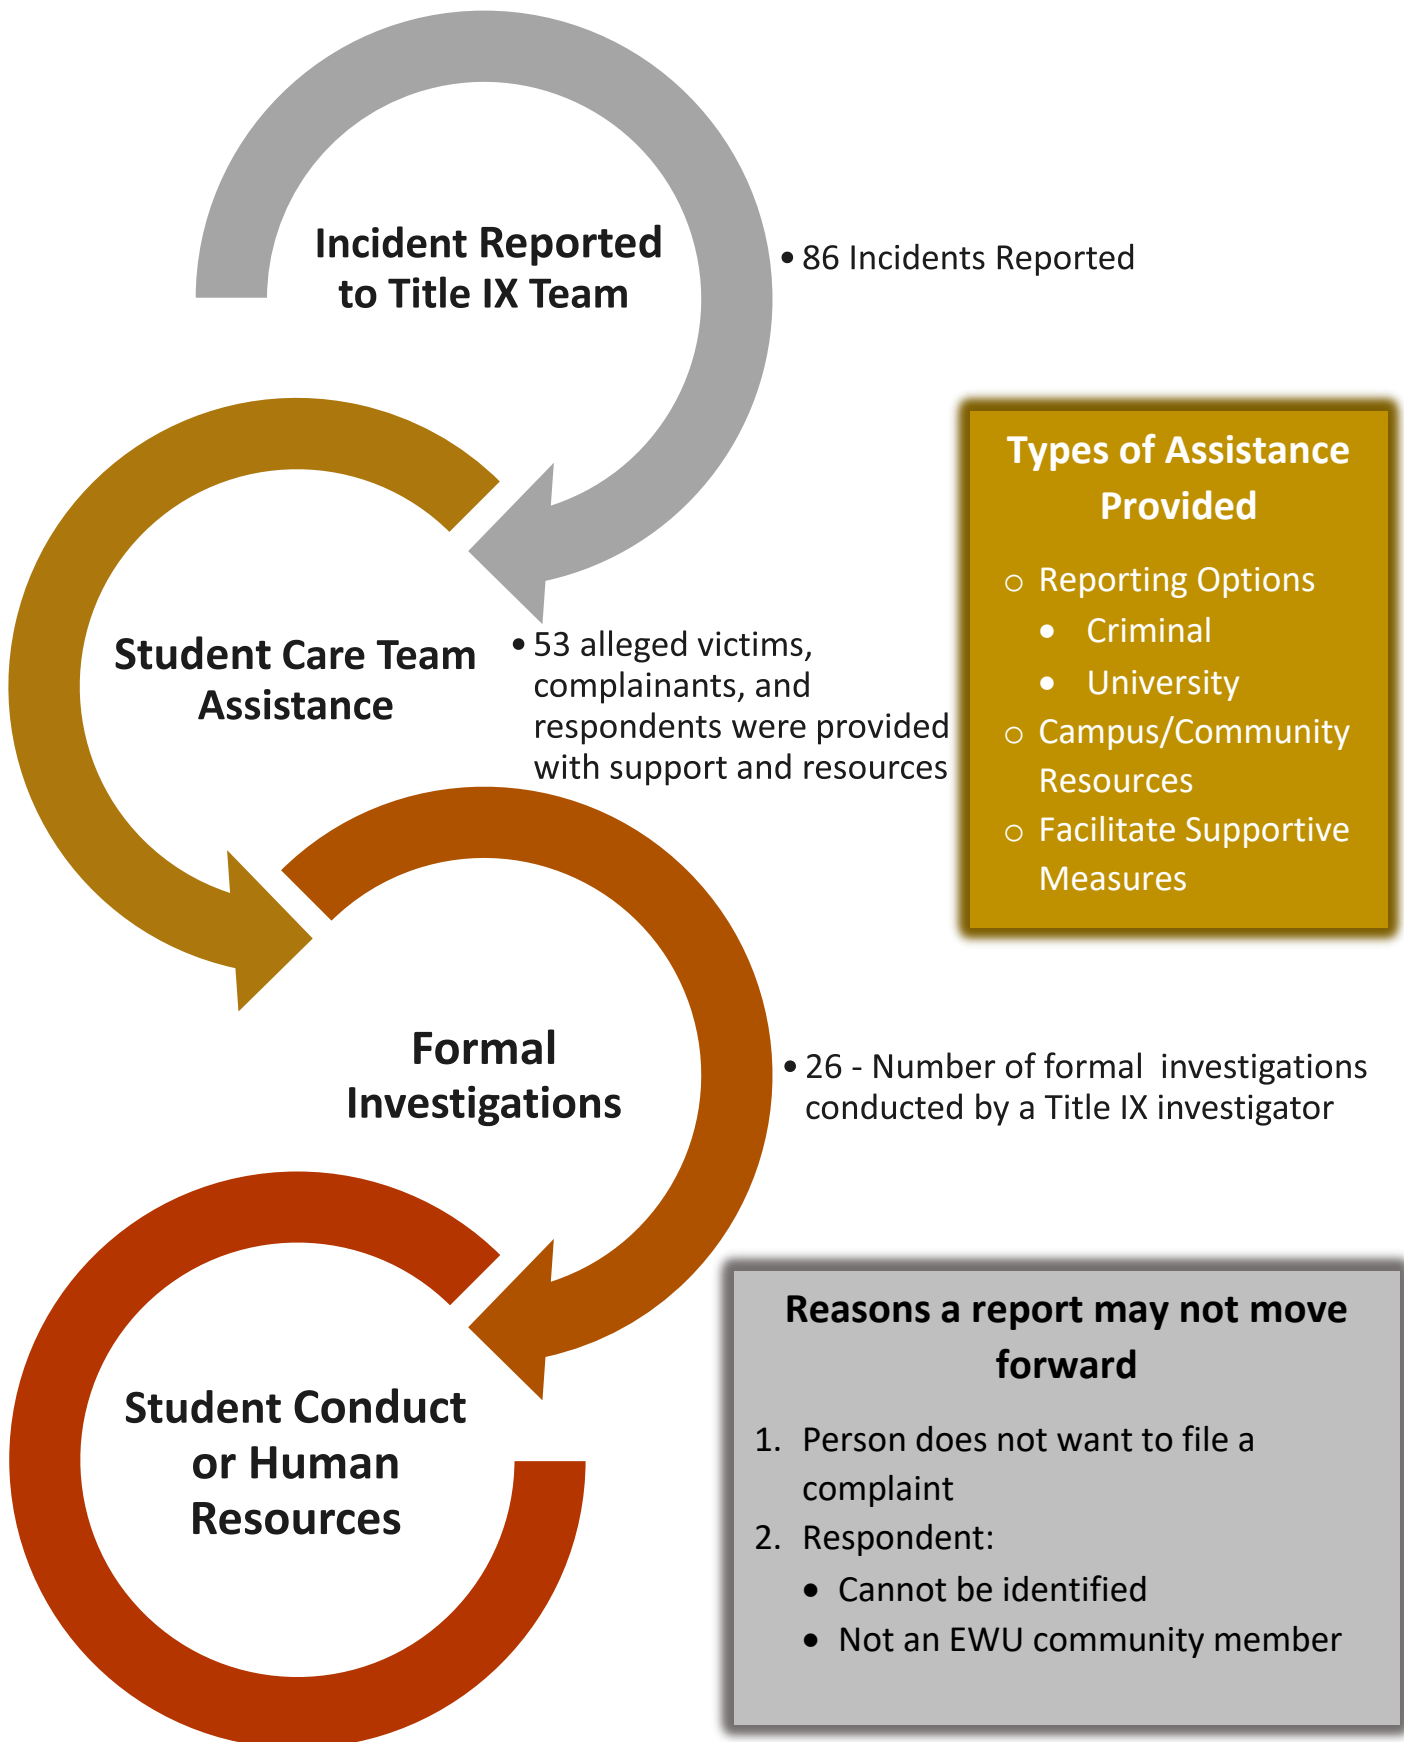 Incident Reported
to Title IX Team
• 86 Incidents Reported
Types of Assistance
Provided
o Reporting Options
• Criminal
• University
o Campus/Community
Resources
o Facilitate Supportive
Measures
Student Care Team
Assistance
• 53 alleged victims,
complainants, and
respondents were provided
with support and resources
Formal
Investigations
• 26 - Number of formal  investigations
conducted by a Title IX investigator
Student Conduct
or Human
Resources
Reasons a report may not move
forward
1. Person does not want to file a
complaint
2. Respondent:
• Cannot be identified
• Not an EWU community member